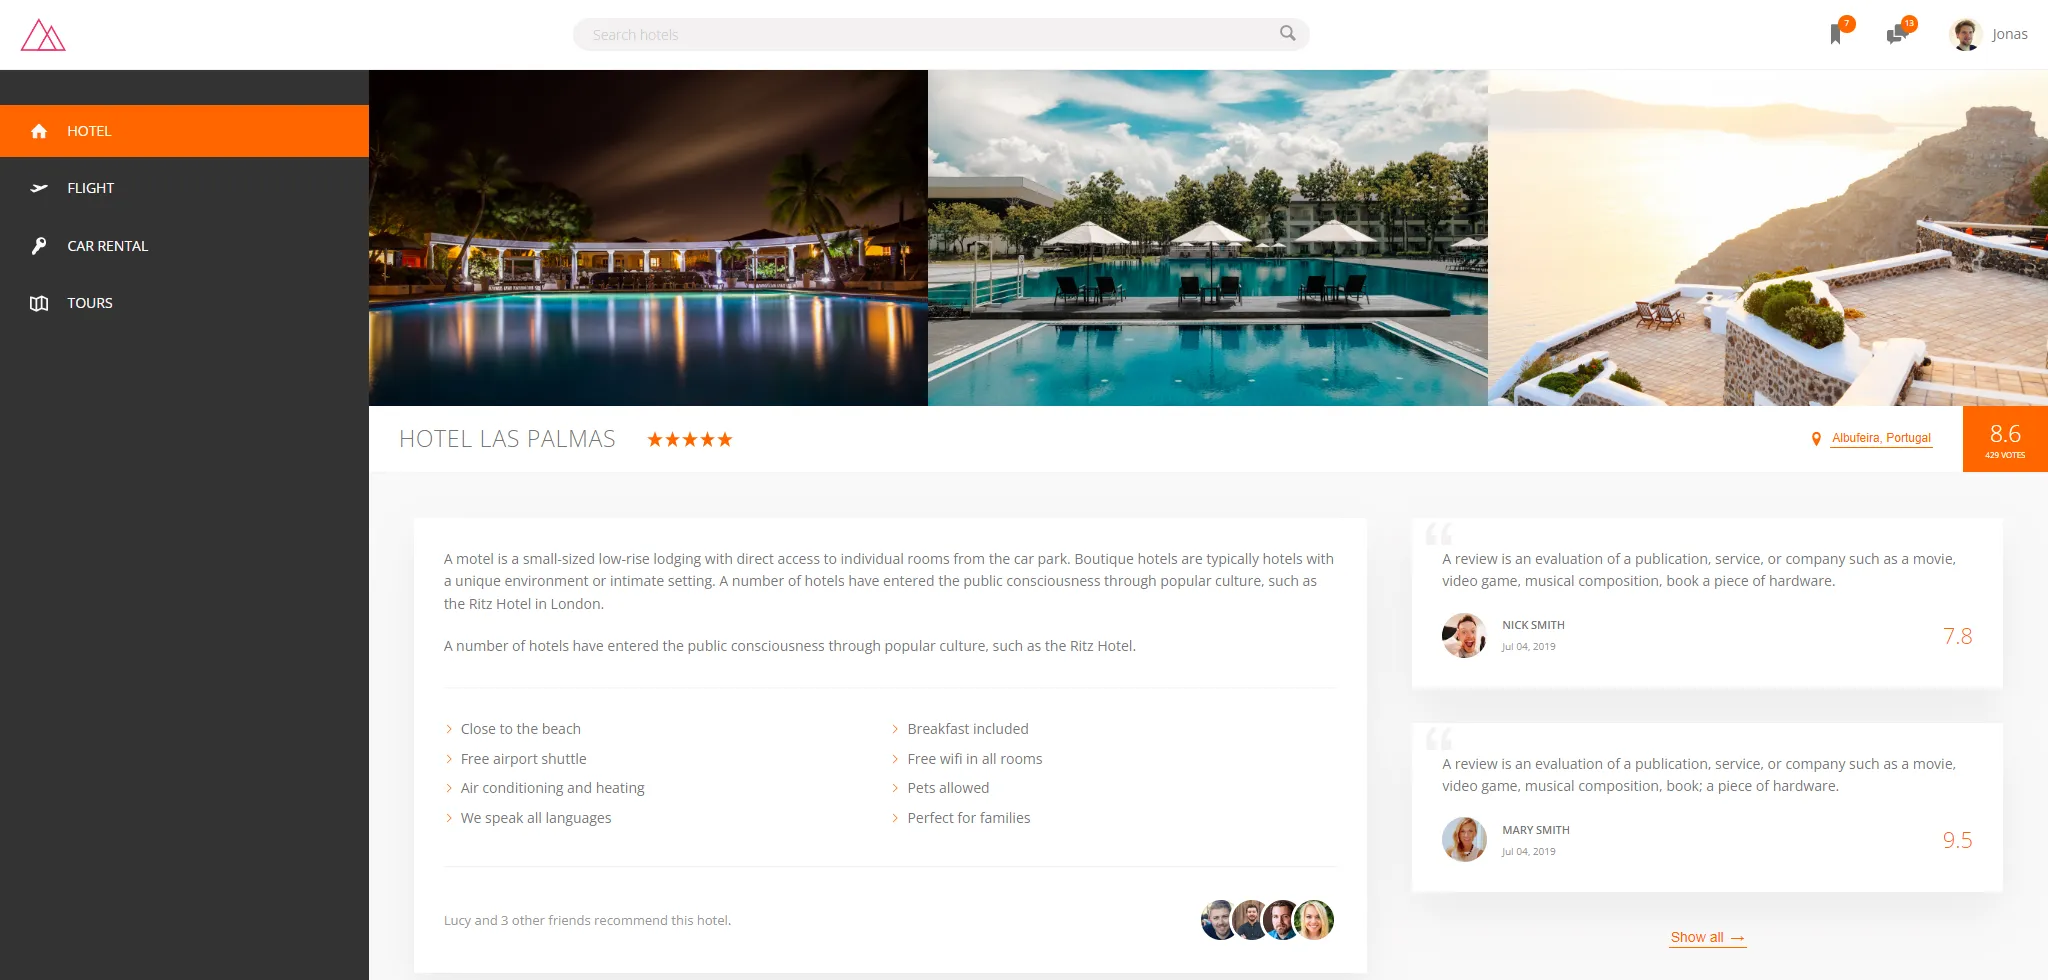 Search hotels
7
13
Jonas
HOTEL
FLIGHT
CAR RENTAL
TOURS
HOTEL LAS PALMAS
Albufeira, Portugal
8.6
429 VOTES
A motel is a small-sized low-rise lodging with direct access to individual rooms from the car park. Boutique hotels are typically hotels with
a unique environment or intimate setting. A number of hotels have entered the public consciousness through popular culture, such as
the Ritz Hotel in London.
A number of hotels have entered the public consciousness through popular culture, such as the Ritz Hotel.
Close to the beach
Free airport shuttle
Air conditioning and heating
We speak all languages
Breakfast included
Free wifi in all rooms
Pets allowed
Perfect for families
Lucy and 3 other friends recommend this hotel.
“
A review is an evaluation of a publication, service, or company such as a movie,
video game, musical composition, book a piece of hardware.
NICK SMITH
Jul 04, 2019
7.8
“
A review is an evaluation of a publication, service, or company such as a movie,
video game, musical composition, book; a piece of hardware.
MARY SMITH
Jul 04, 2019
9.5
Show all →